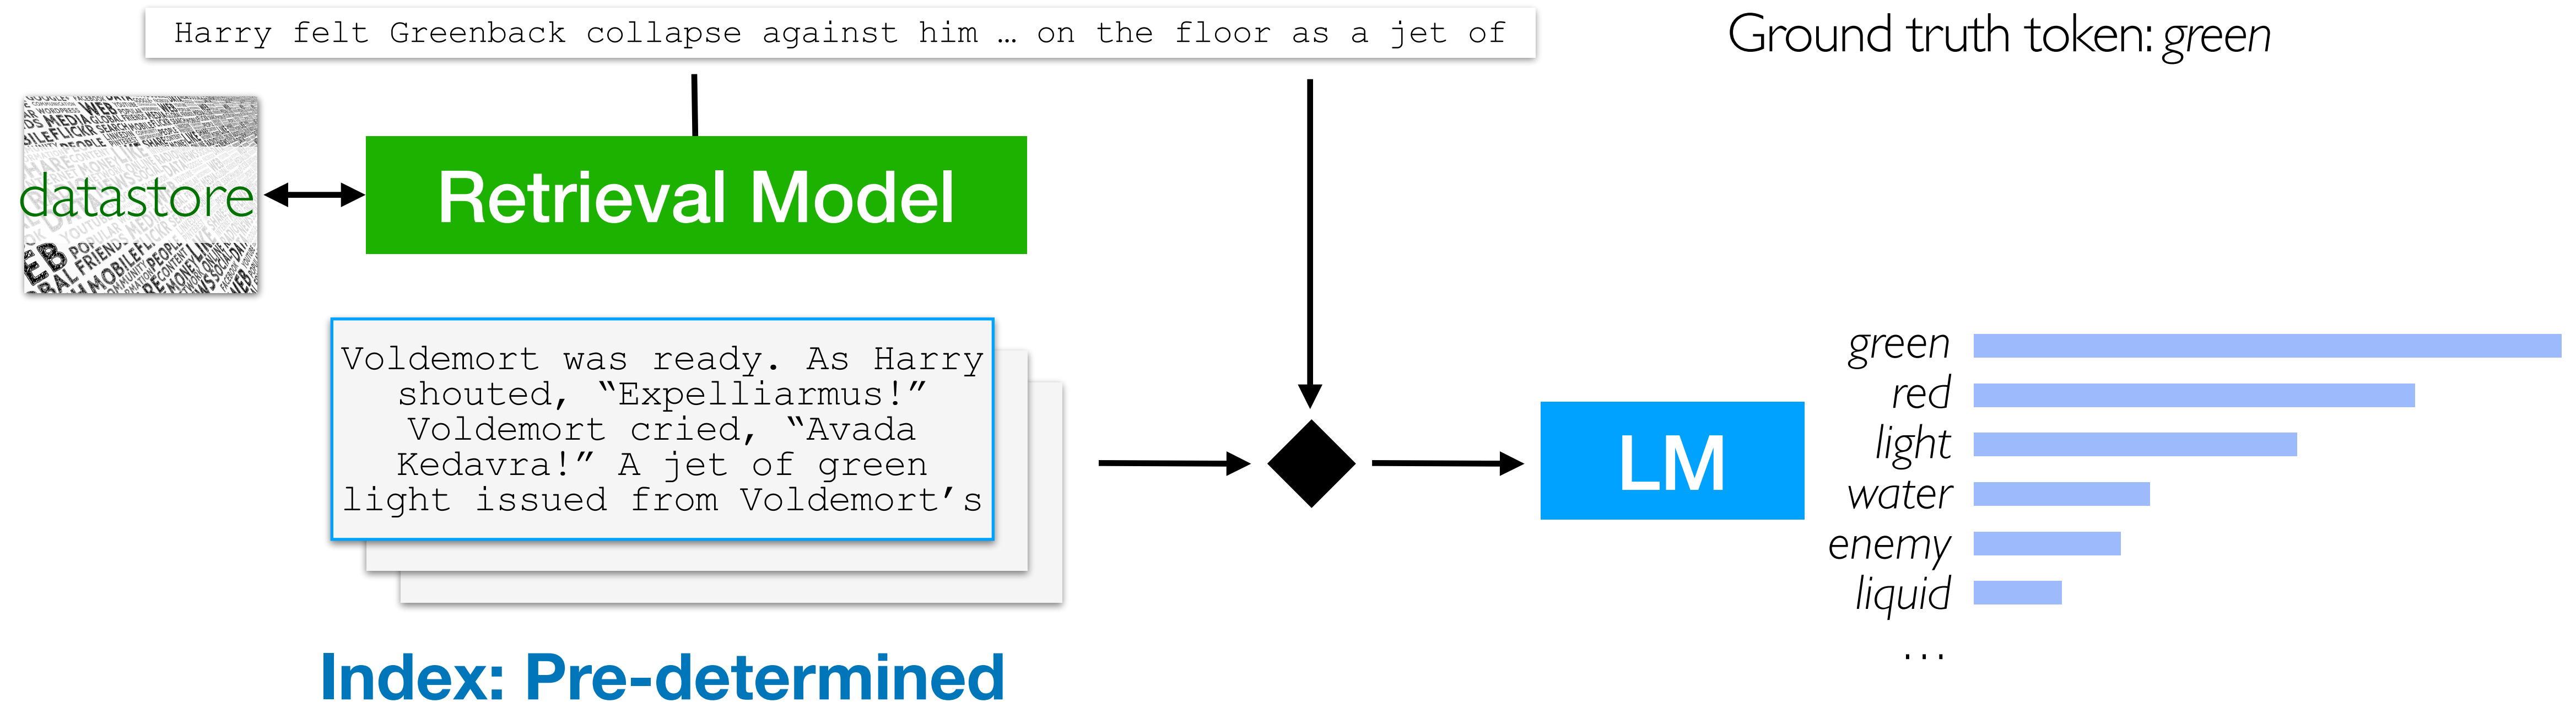 Harry felt Greenback collapse against him … on the floor as a jet of
Ground truth token: green
datastore
Retrieval Model
Voldemort was ready. As Harry
shouted, “Expelliarmus!”
Voldemort cried, “Avada
Kedavra!” A jet of green
light issued from Voldemort’s
Index: Pre-determined
LM
green
red
light
water
enemy
liquid
...